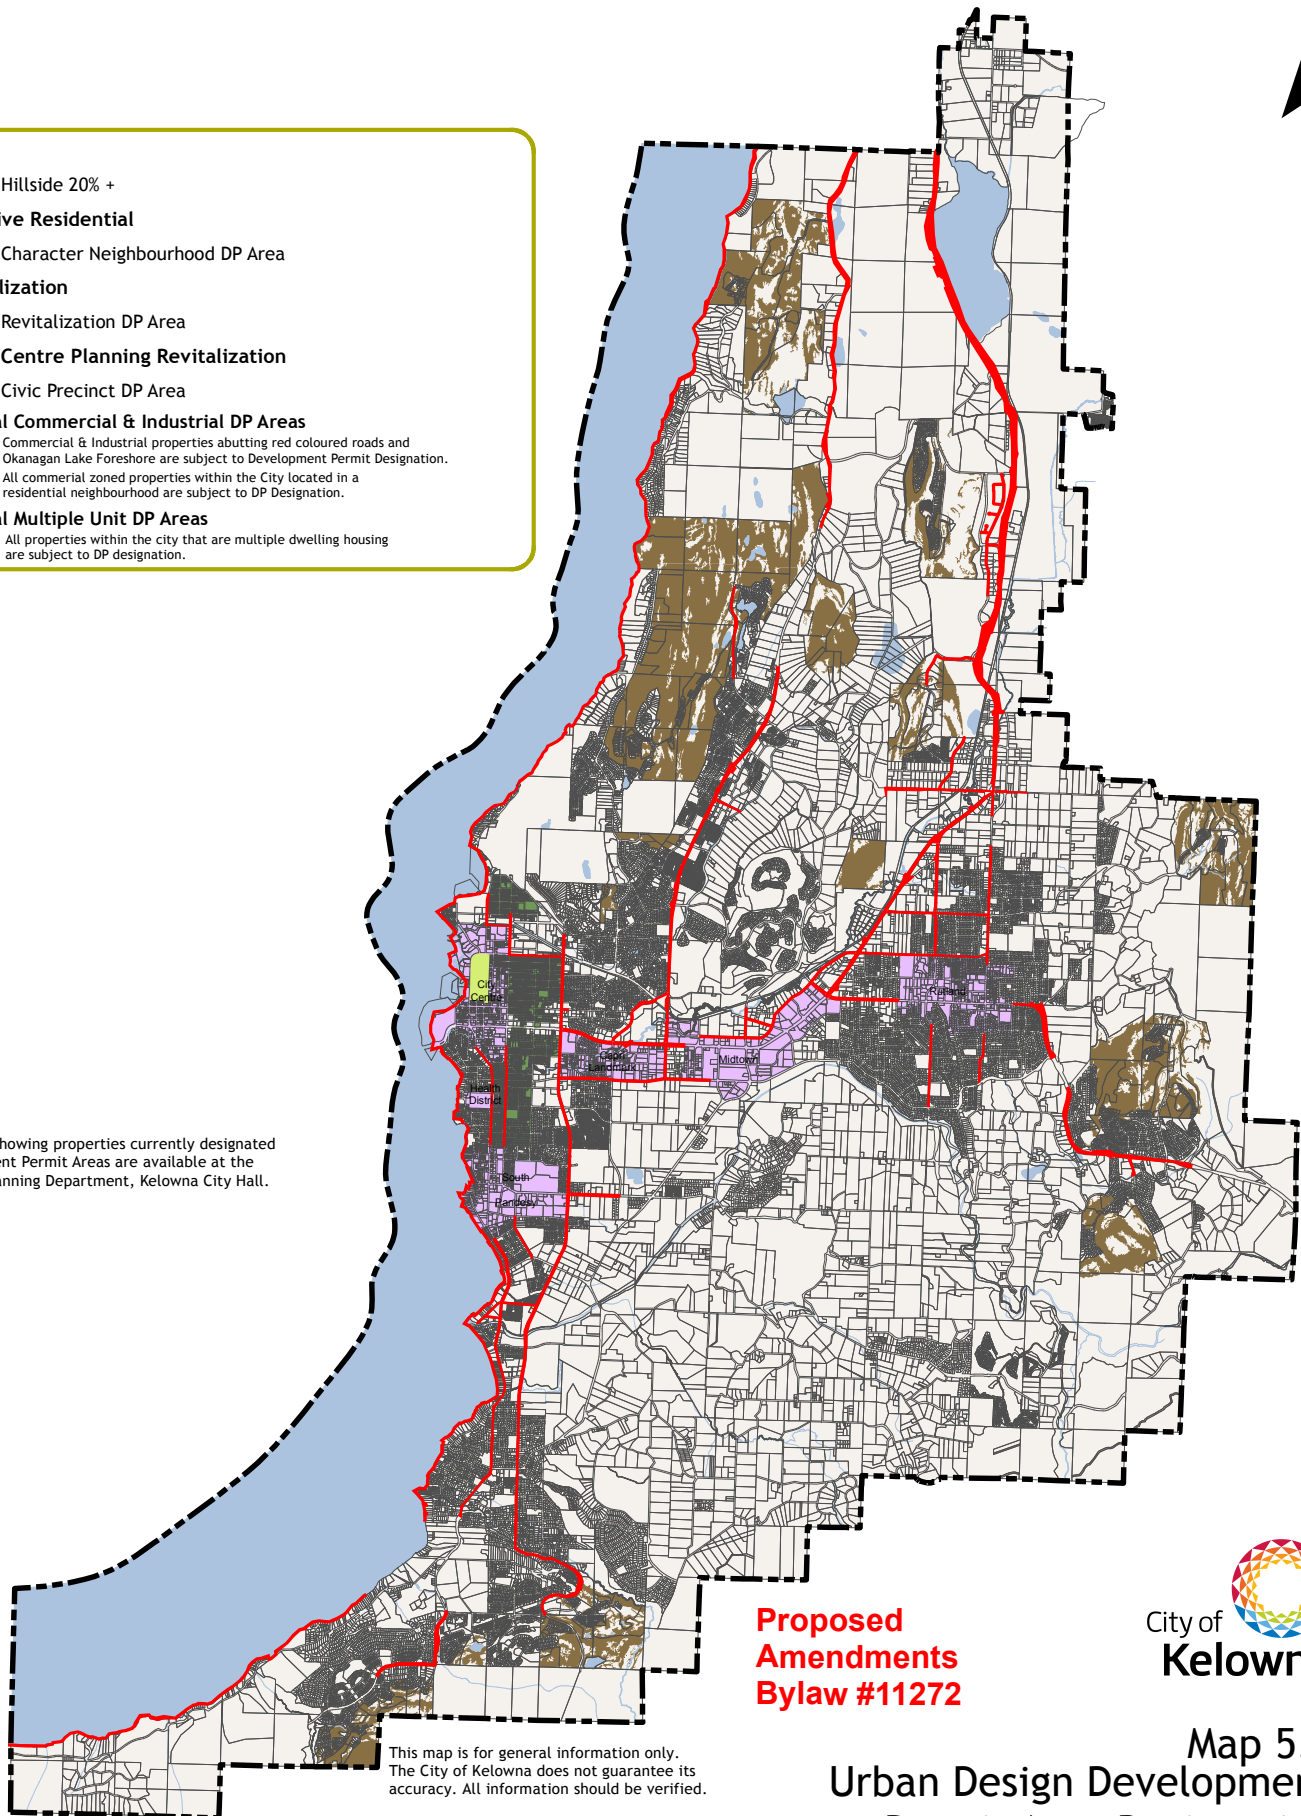 Hillside 20% +
ive Residential
Character Neighbourhood DP Area
lization
Revitalization DP Area
Centre Planning Revitalization
Civic Precinct DP Area
al Commercial & Industrial DP Areas
Commercial & Industrial properties abutting red coloured roads and
Okanagan Lake Foreshore are subject to Development Permit Designation.
All commerial zoned properties within the City located in a
residential neighbourhood are subject to DP Designation.
al Multiple Unit DP Areas
All properties within the city that are multiple dwelling housing
are subject to DP designation.
City
Centre
Rutland
Capri
Landmark
Midtown
Health
District
howing properties currently designated
ent Permit Areas are available at the
anning Department, Kelowna City Hall.
South
Pandosy
Proposed
Amendments
Bylaw #11272
City of
Kelown
Map 5.
Urban Design Developmen
This map is for general information only.
The City of Kelowna does not guarantee its
accuracy. All information should be verified.